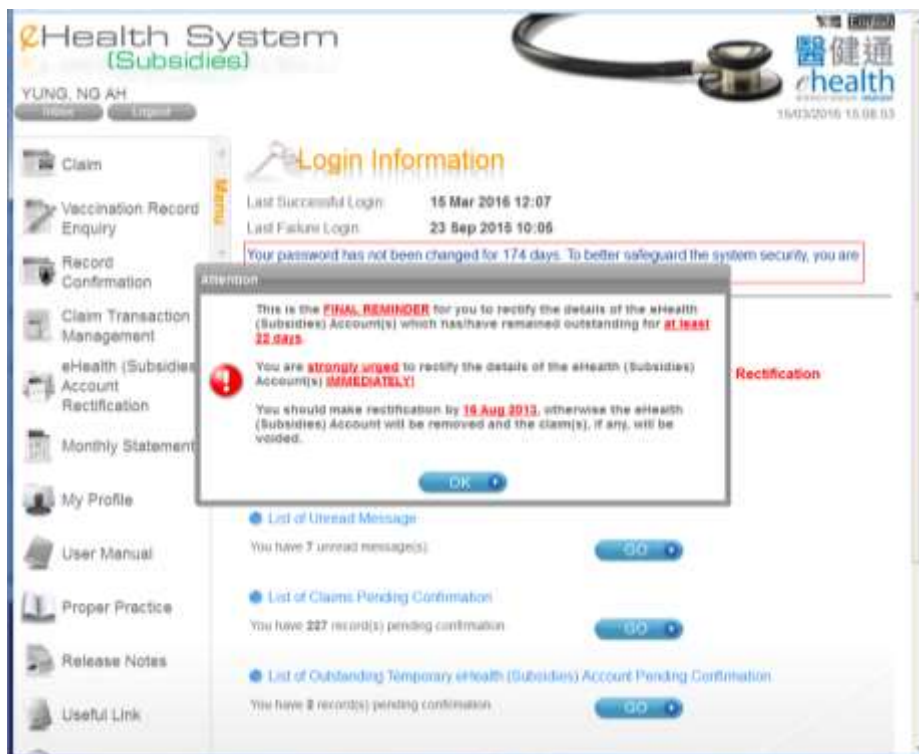 eHealth System
(Subsidies)
繁體 English
醫健通
ehealth
YUNG, NG AH
Inbox Logout
Claim
Vaccination Record
Enquiry
Record
Confirmation
Claim Transaction
Management
eHealth (Subsidies)
Account
Rectification
Monthly Statement
My Profile
User Manual
Proper Practice
Release Notes
Useful Link
Menu
Login Information
Last Successful Login: 15 Mar 2016 12:07
Last Failure Login: 23 Sep 2015 10:05
Your password has not been changed for 174 days. To better safeguard the system security, you are
Attention
This is the FINAL REMINDER for you to rectify the details of the eHealth
(Subsidies) Account(s) which has/have remained outstanding for at least
22 days.
You are strongly urged to rectify the details of the eHealth (Subsidies)
Account(s) IMMEDIATELY!
You should make rectification by 16 Aug 2013, otherwise the eHealth
(Subsidies) Account will be removed and the claim(s), if any, will be
voided.
OK
Rectification
List of Unread Message
You have 7 unread message(s).
GO
List of Claims Pending Confirmation
You have 227 record(s) pending confirmation
GO
List of Outstanding Temporary eHealth (Subsidies) Account Pending Confirmation
You have record(s) pending confirmation
GO